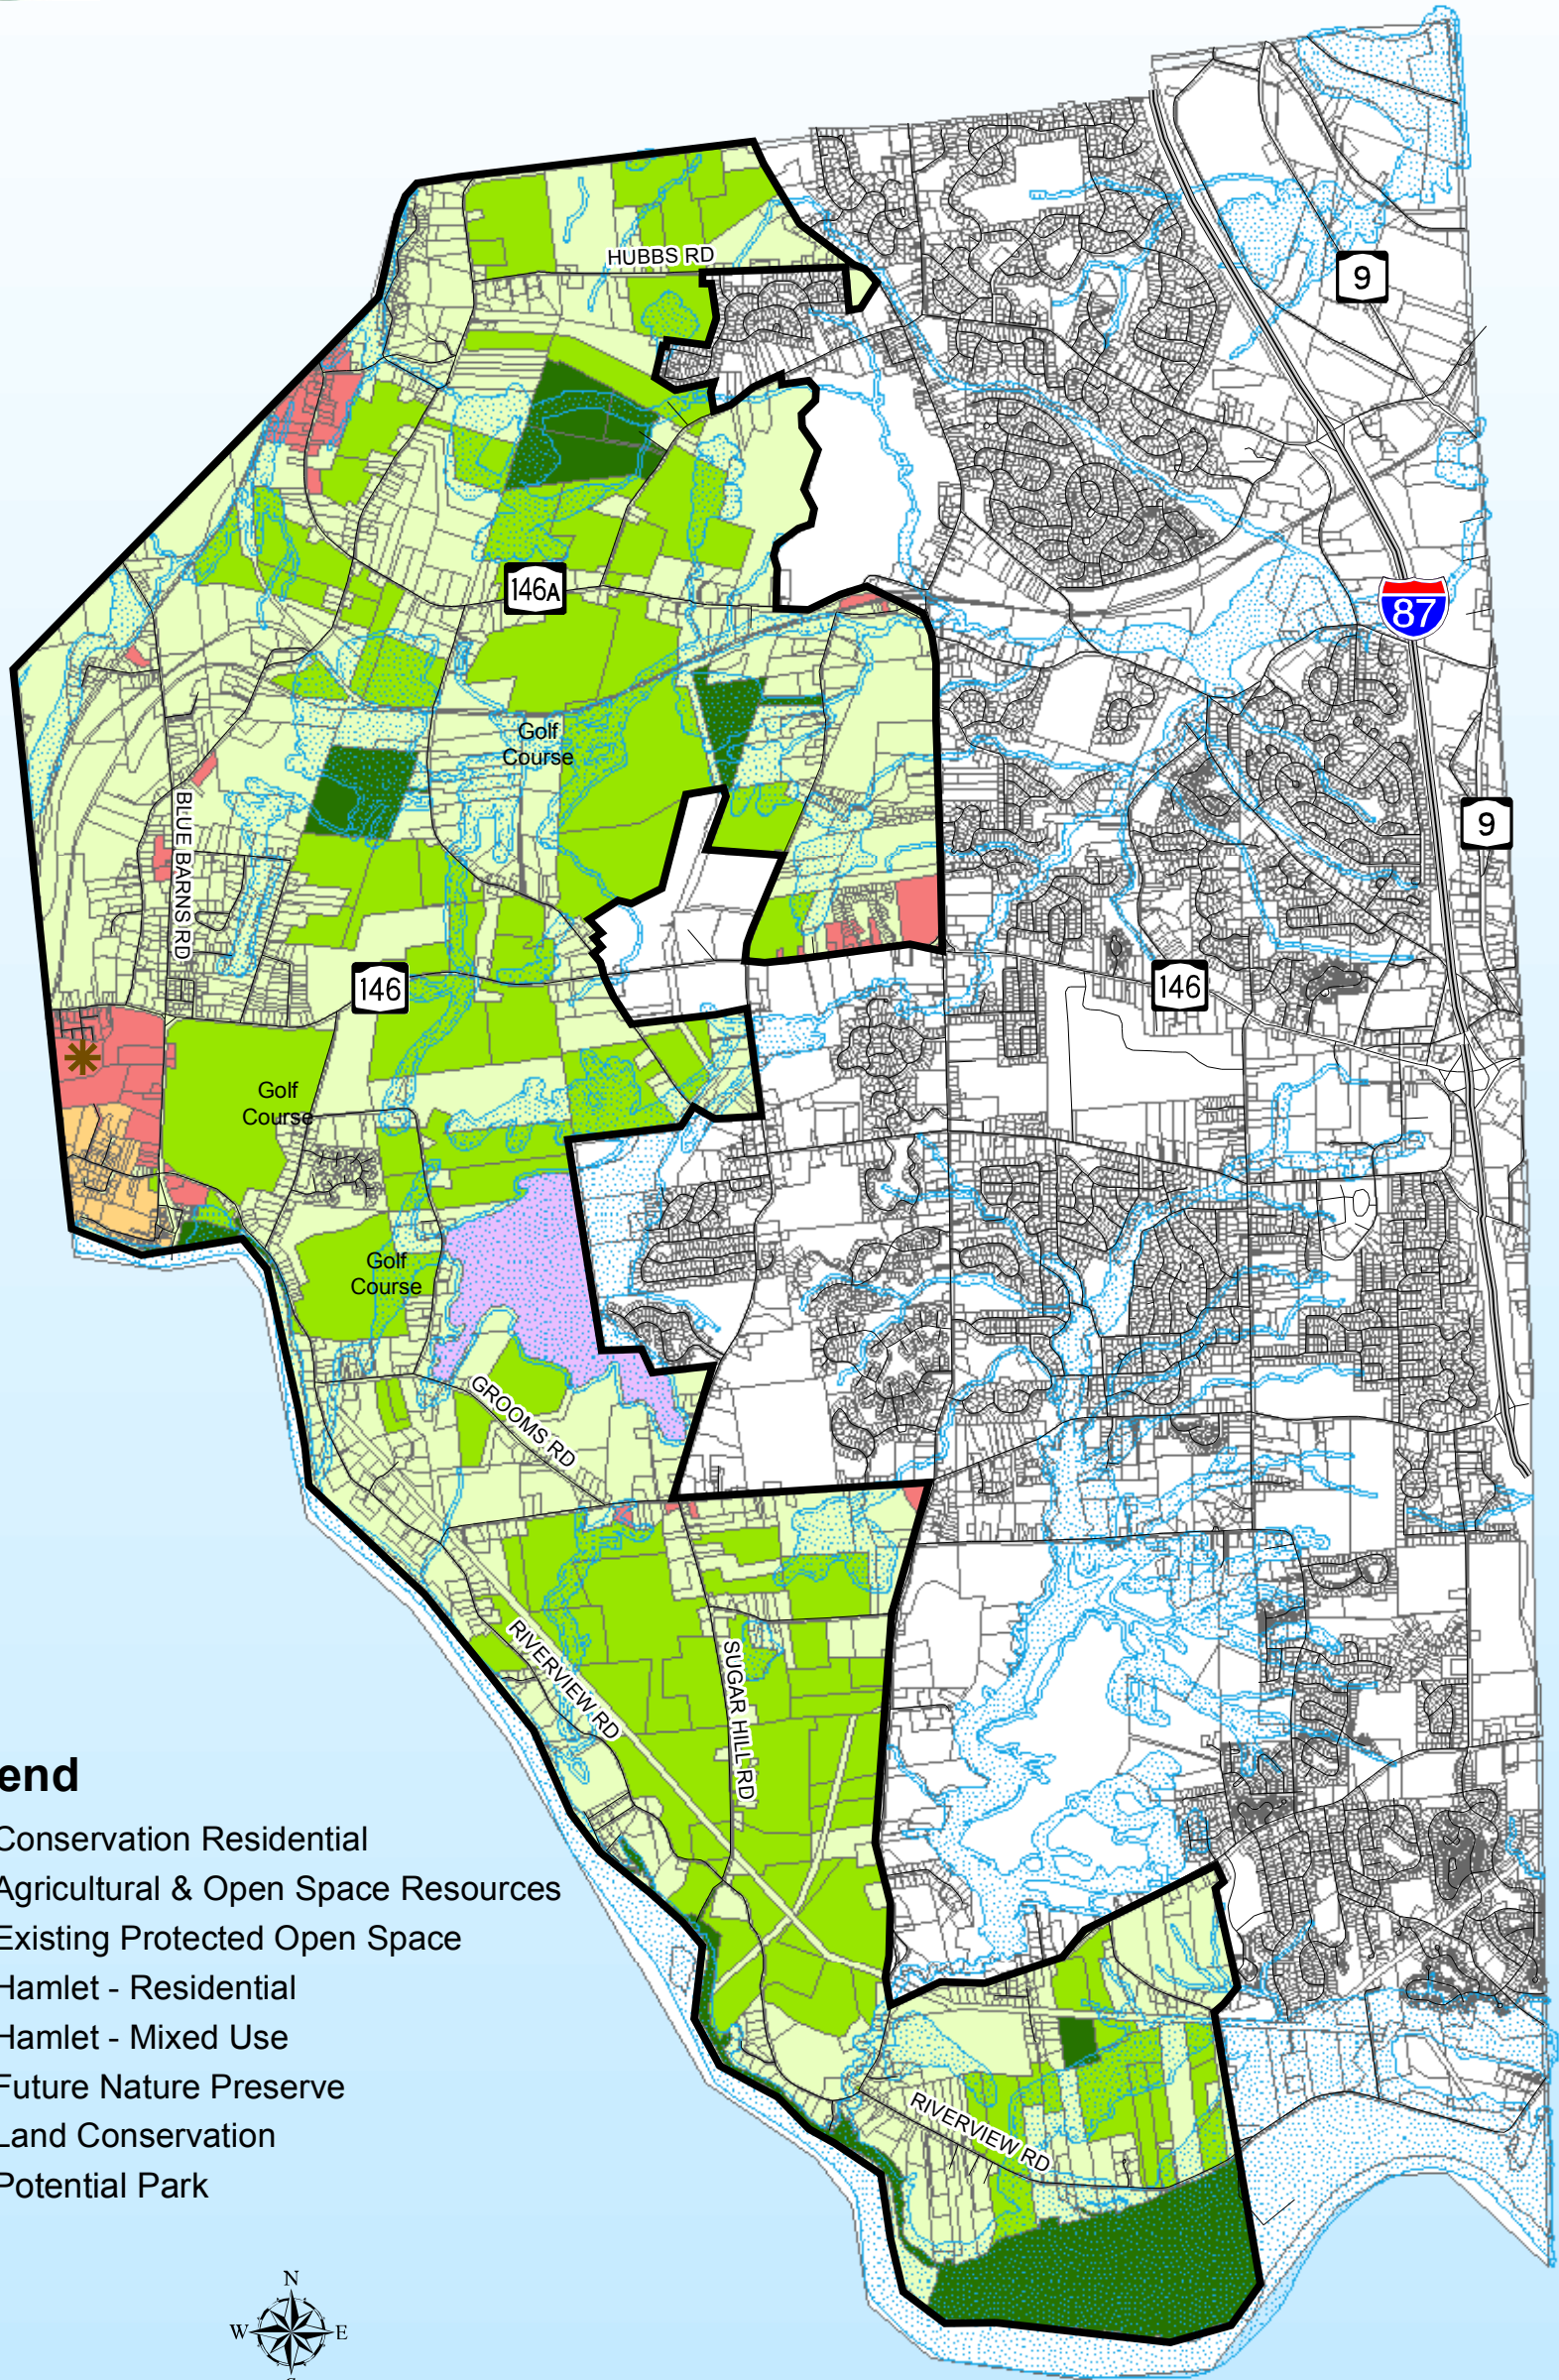 HUBBS RD
9
146A
87
Golf
Course
BLUE BARNS RD
9
146
146
Golf
Course
Golf
Course
GROOMS RD
RIVERVIEW RD
SUGAR HILL RD
end
Conservation Residential
Agricultural & Open Space Resources
Existing Protected Open Space
Hamlet - Residential
Hamlet - Mixed Use
Future Nature Preserve
Land Conservation
Potential Park
RIVERVIEW RD
N
W E